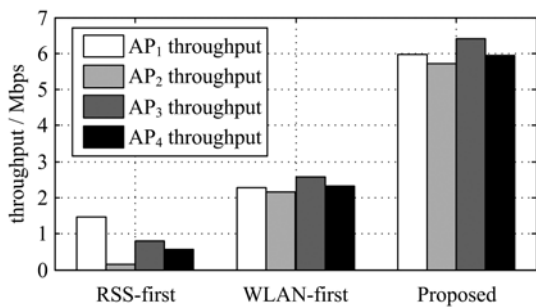 7
6
5
4
3
2
1
0
throughput / Mbps
AP₁ throughput
AP₂ throughput
AP₃ throughput
AP₄ throughput
RSS-first WLAN-first Proposed